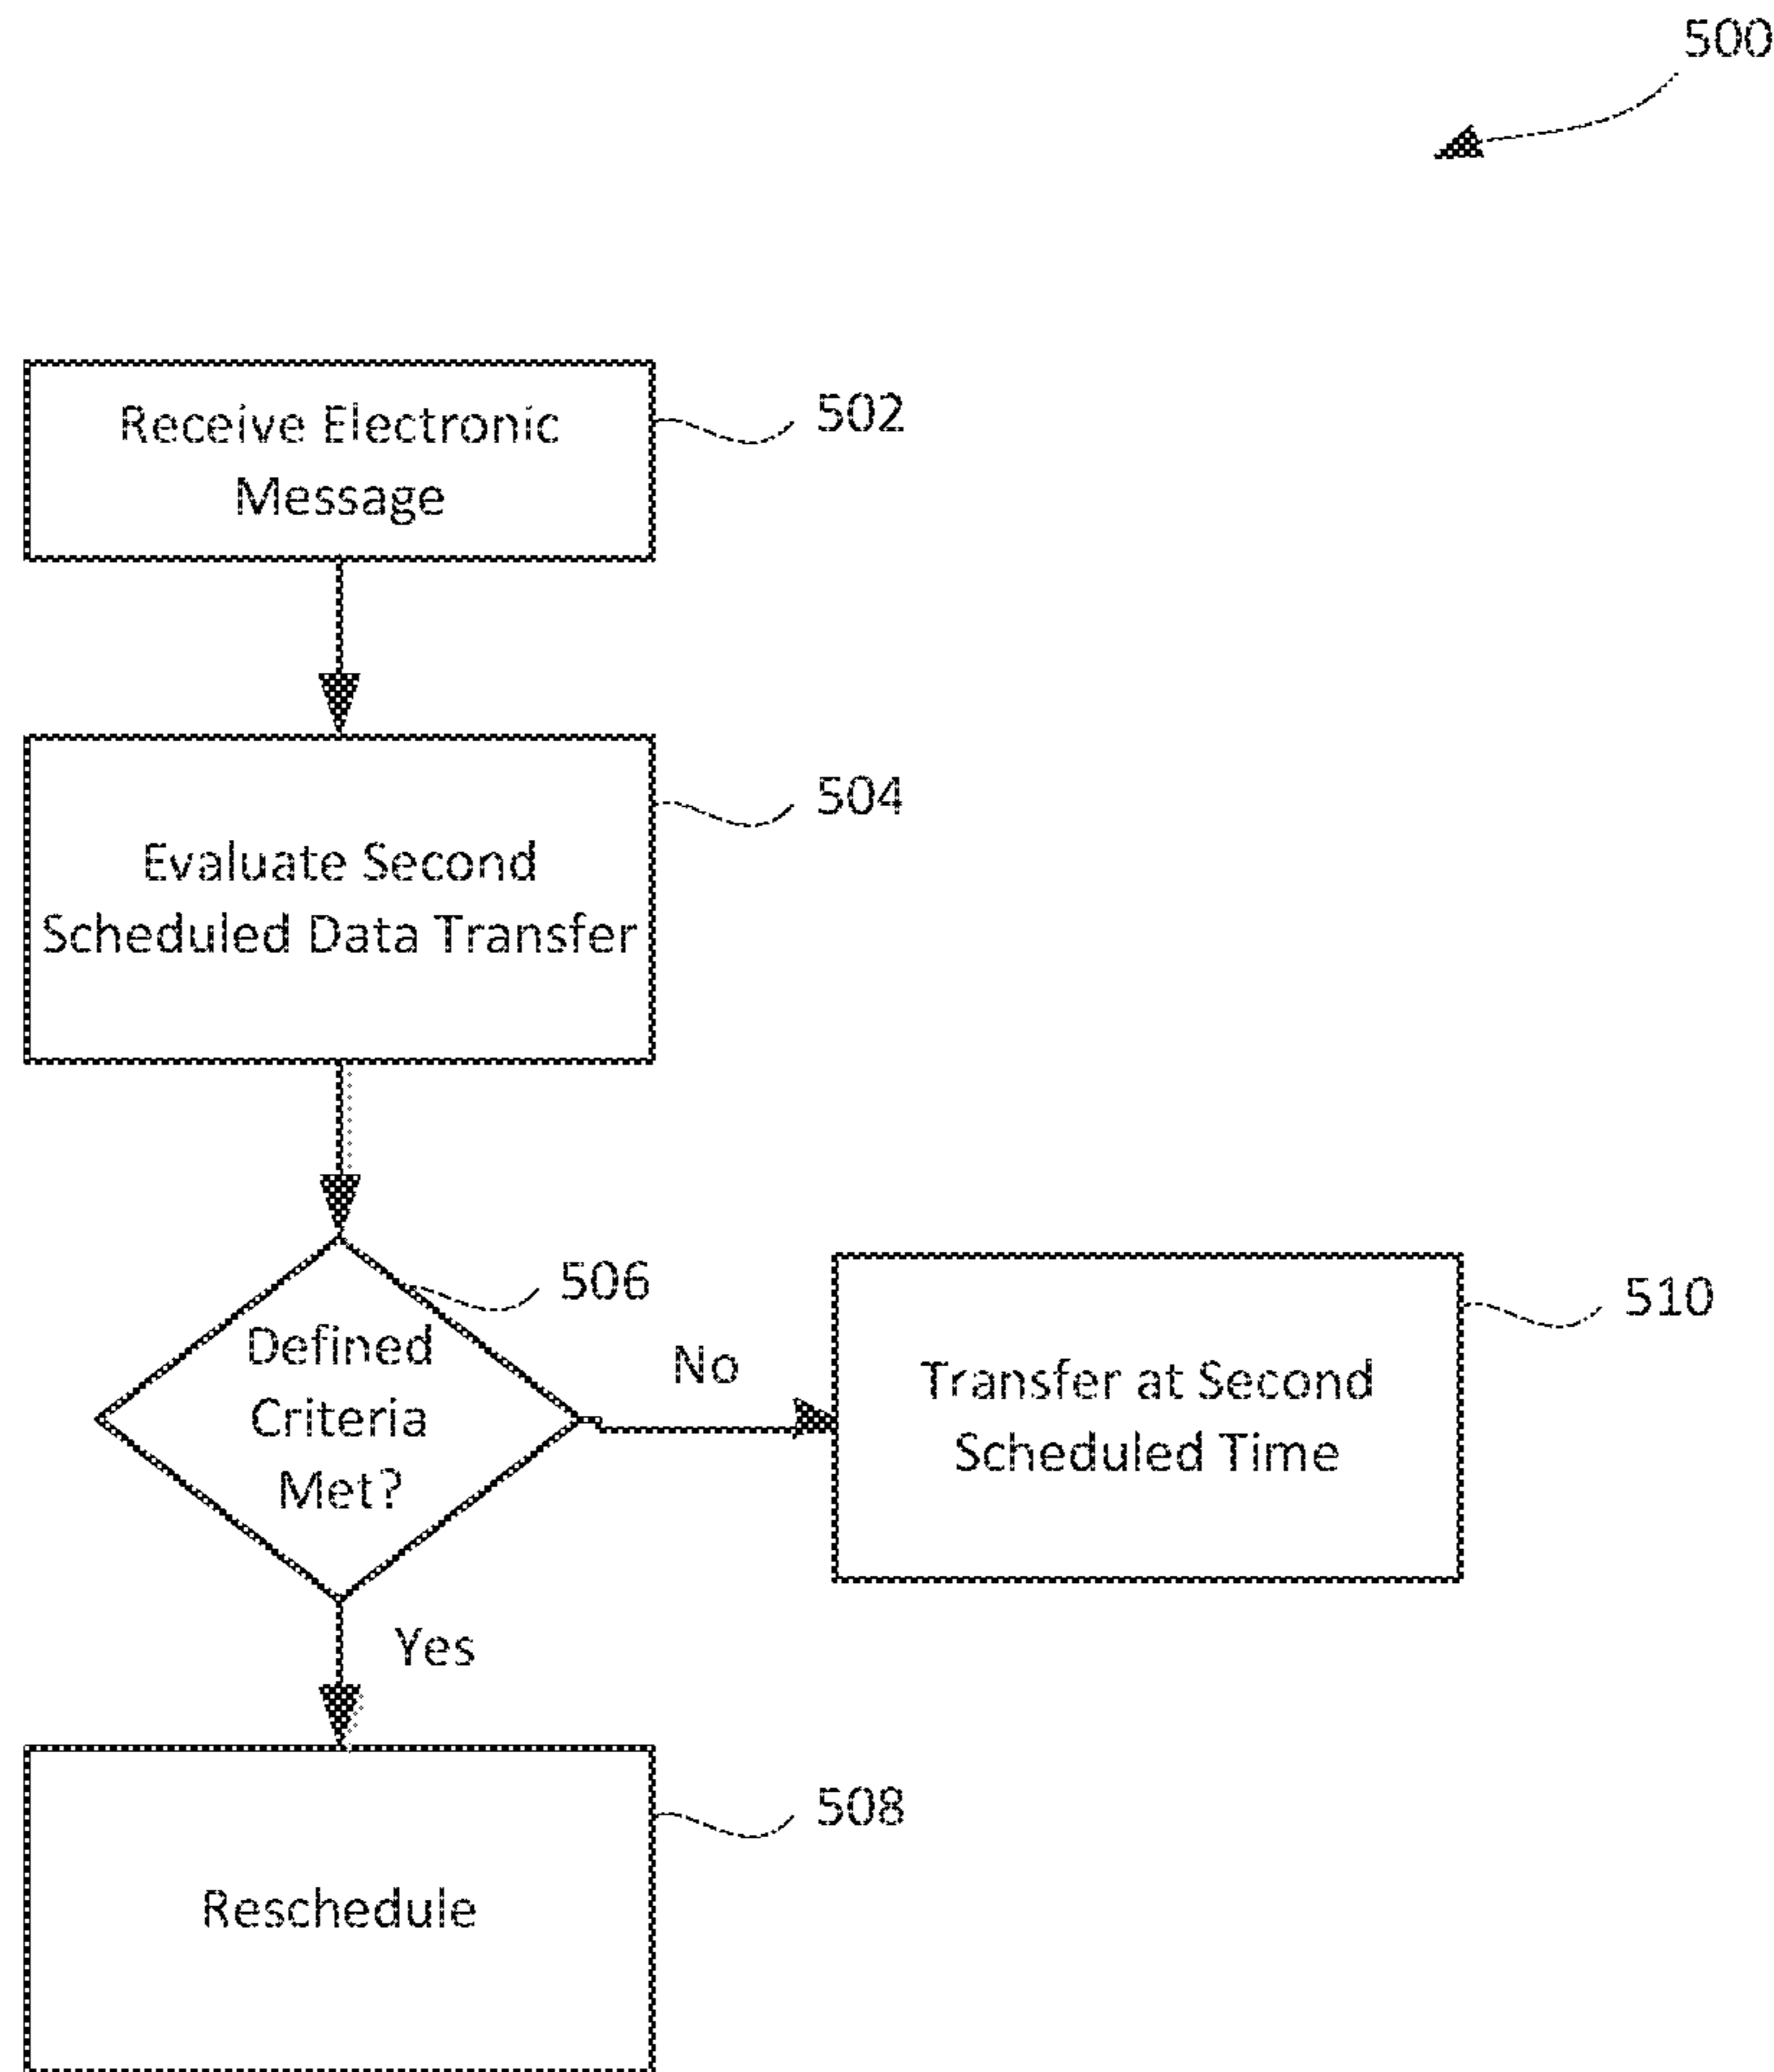 500
Receive Electronic
Message
502
Evaluate Second
Scheduled Data Transfer
504
Defined
Criteria
Met?
506
No
Transfer at Second
Scheduled Time
510
Yes
Reschedule
508